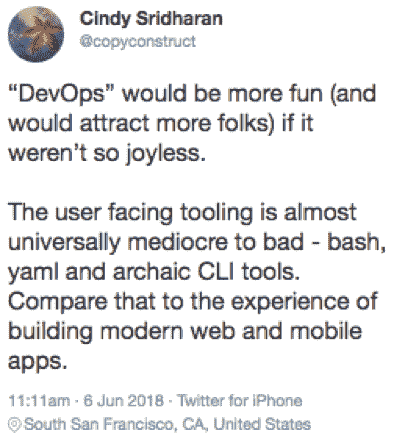 Cindy Sridharan
@copyconstruct
“DevOps” would be more fun (and
would attract more folks) if it
weren’t so joyless.
The user facing tooling is almost
universally mediocre to bad - bash,
yaml and archaic CLI tools.
Compare that to the experience of
building modern web and mobile
apps.
11:11am · 6 Jun 2018 · Twitter for iPhone
South San Francisco, CA, United States